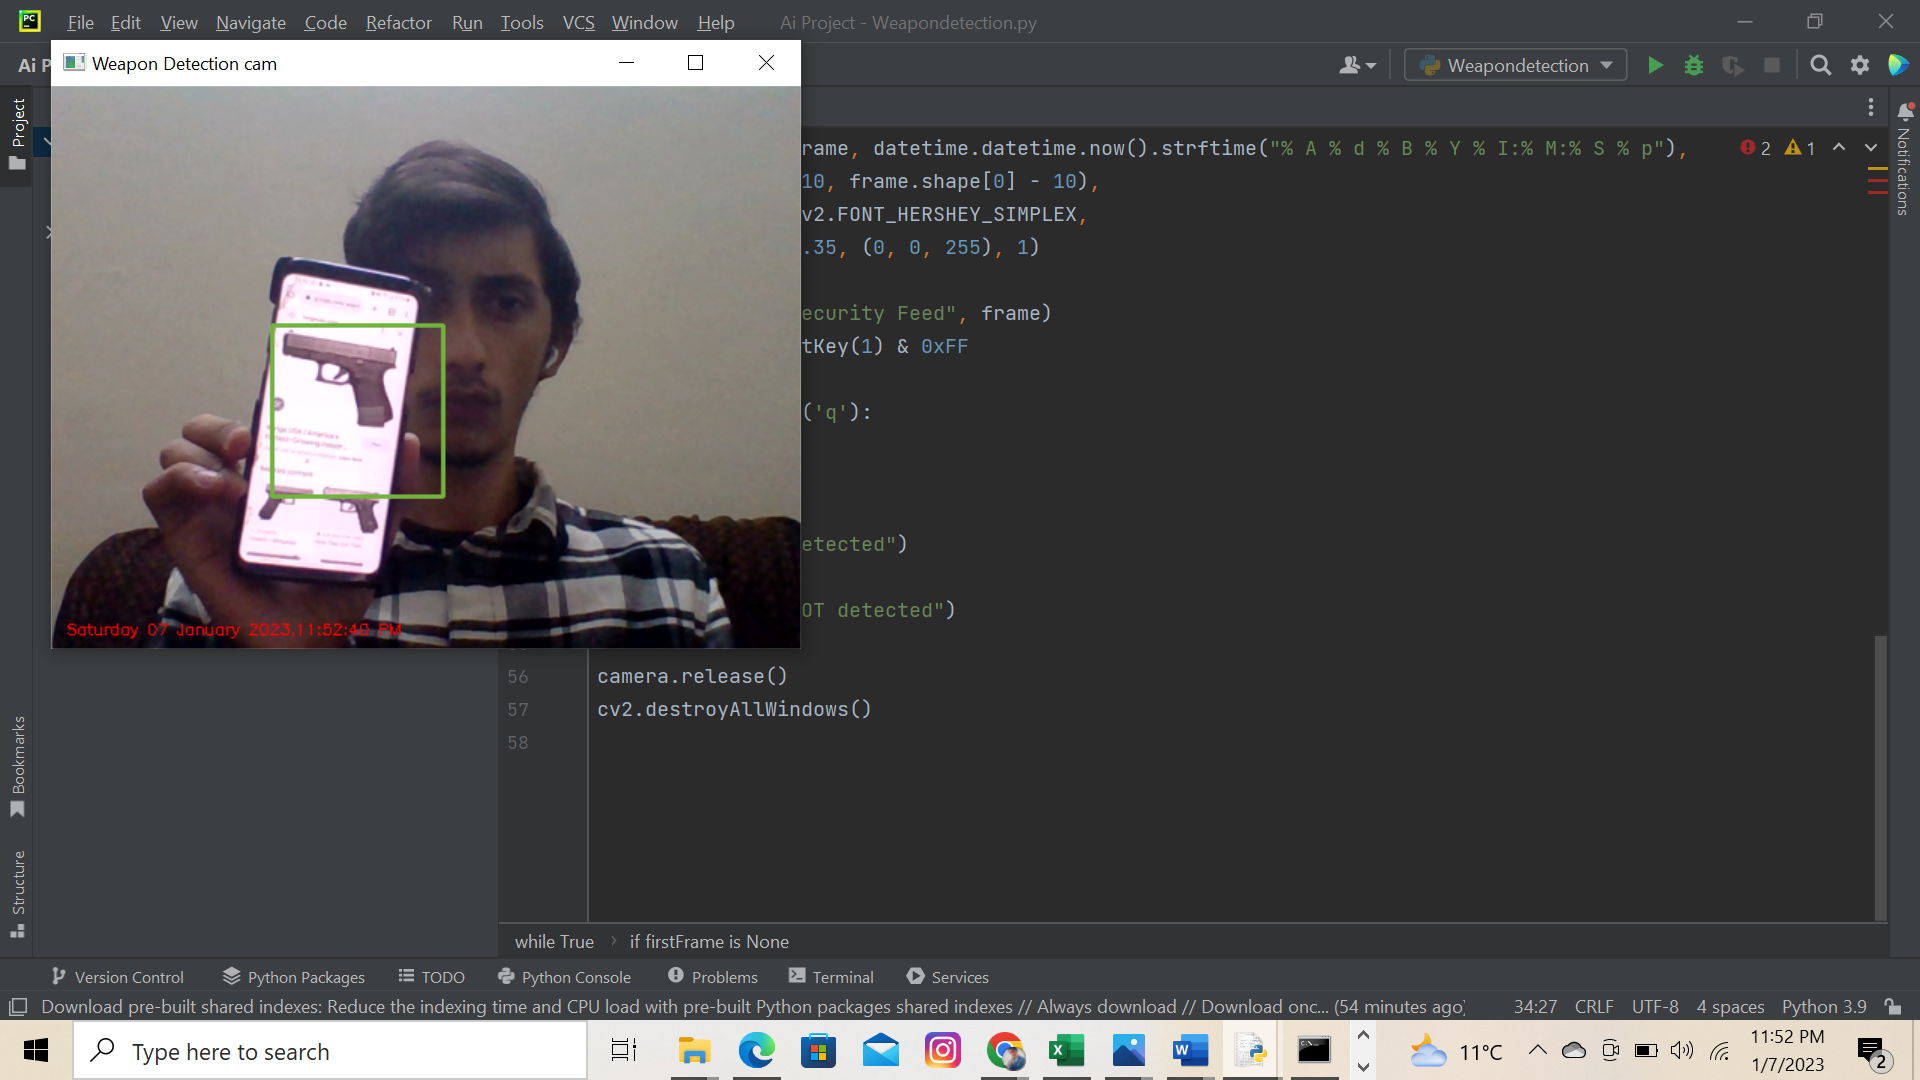 PC File Edit View Navigate Code Refactor Run Tools VCS Window Help Ai Project - Weapondetection.py
Ai P
Weapon Detection cam
Weapondetection
Project
Notifications
rame, datetime.datetime.now().strftime("% A % d % B % Y % I:% M:% S % p"),
2 1
10, frame.shape[0] - 10),
v2.FONT_HERSHEY_SIMPLEX,
.35, (0, 0, 255), 1)
ecurity Feed", frame)
tKey(1) & 0xFF
('q'):
etected")
OT detected")
Saturday 07 January 2023,11:52:40 PM
56 camera.release()
57 cv2.destroyAllWindows()
58
Bookmarks
Structure
while True › if firstFrame is None
Version Control Python Packages TODO Python Console Problems Terminal Services
Download pre-built shared indexes: Reduce the indexing time and CPU load with pre-built Python packages shared indexes // Always download // Download onc... (54 minutes ago)
34:27 CRLF UTF-8 4 spaces Python 3.9
Type here to search
11°C
11:52 PM
1/7/2023
2